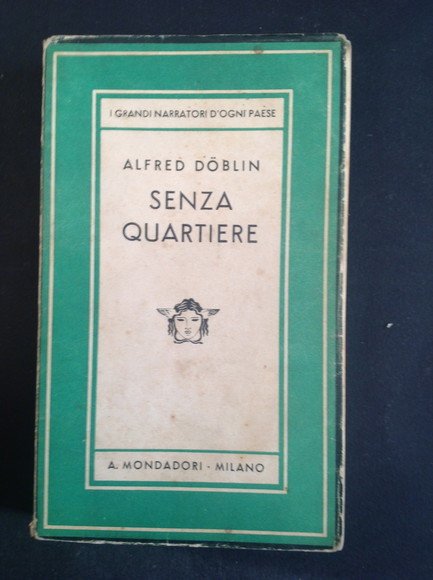 I GRANDI NARRATORI D'OGNI PAESE
ALFRED DÖBLIN
SENZA
QUARTIERE
A. MONDADORI - MILANO